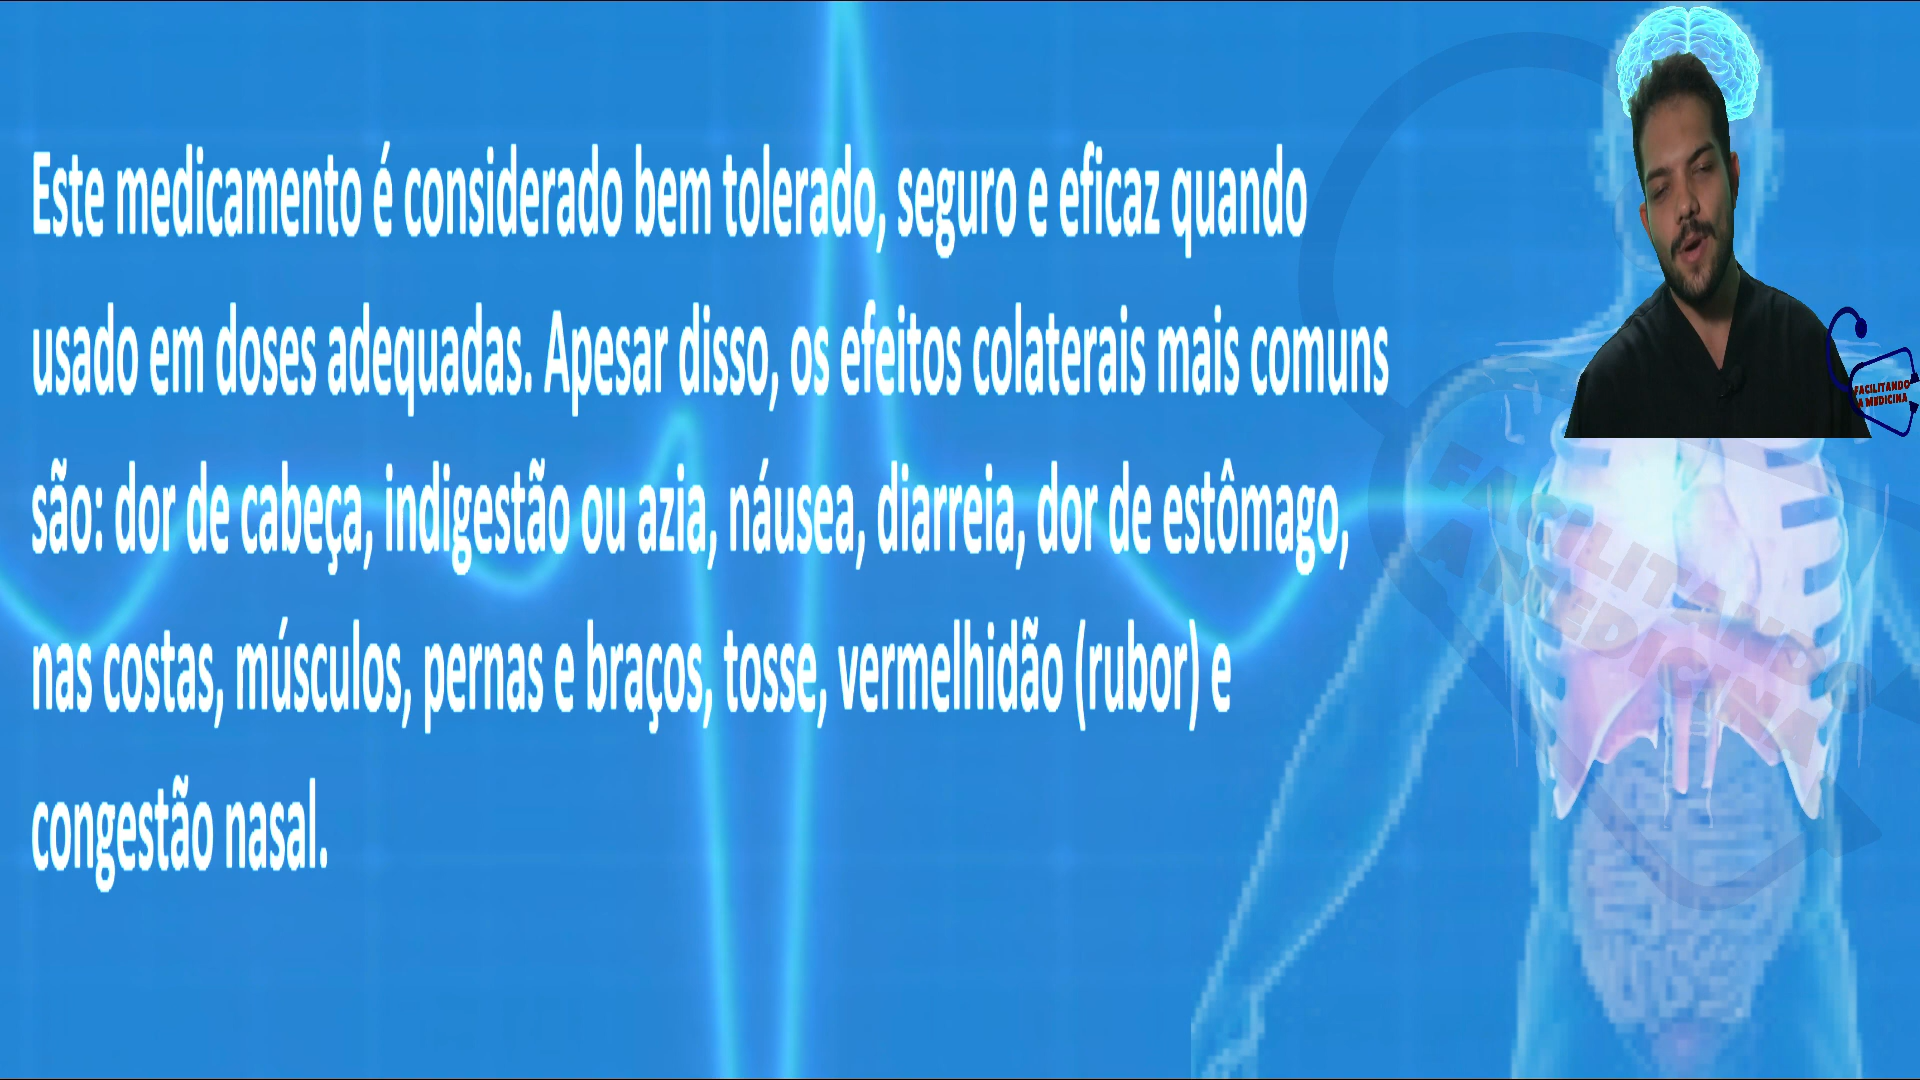 Este medicamento é considerado bem tolerado, seguro e eficaz quando
usado em doses adequadas. Apesar disso, os efeitos colaterais mais comuns
são: dor de cabeça, indigestão ou azia, náusea, diarreia, dor de estômago,
nas costas, músculos, pernas e braços, tosse, vermelhidão (rubor) e
congestão nasal.
FACILITANDO
A MEDICINA
FACILITANDO
A MEDICINA